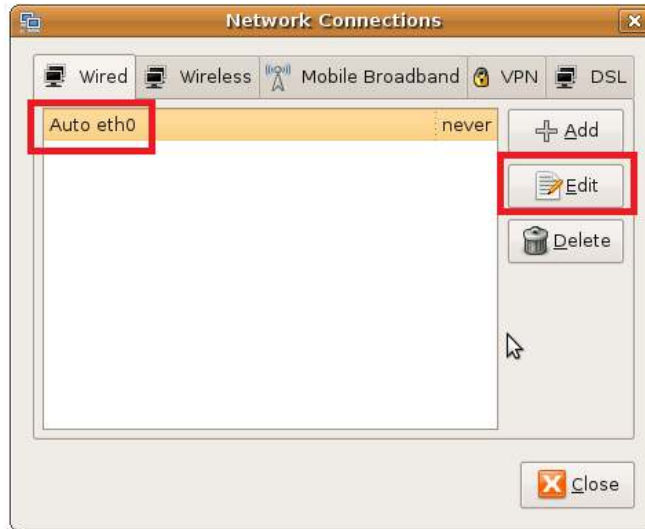 Network Connections
Wired Wireless Mobile Broadband VPN DSL
Auto eth0 never
Add
Edit
Delete
Close